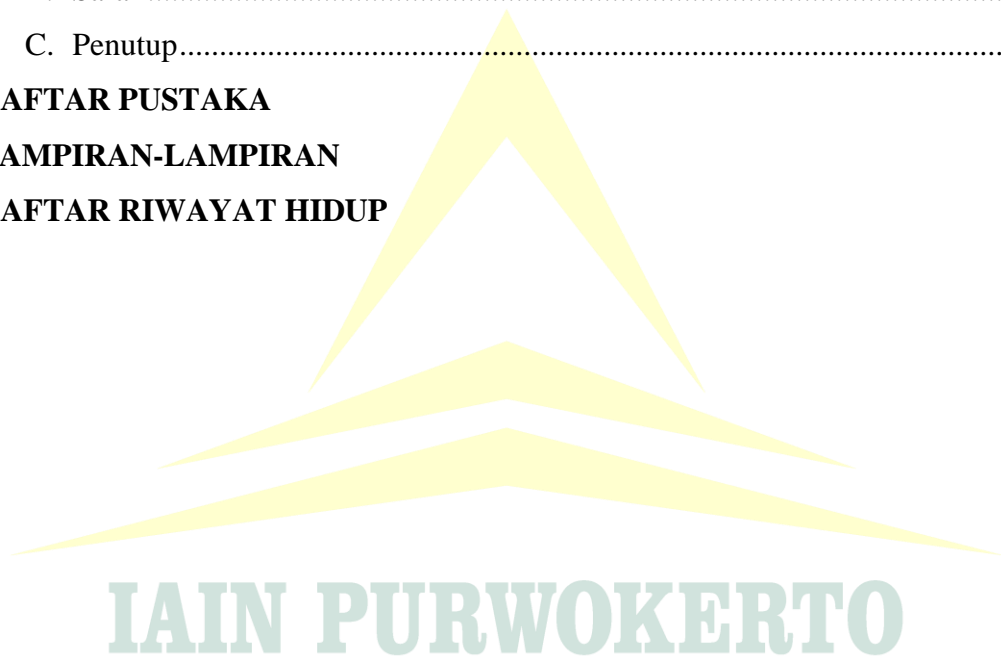 C. Penutup..........................................................................................................
AFTAR PUSTAKA
AMPIRAN-LAMPIRAN
AFTAR RIWAYAT HIDUP
IAIN PURWOKERTO